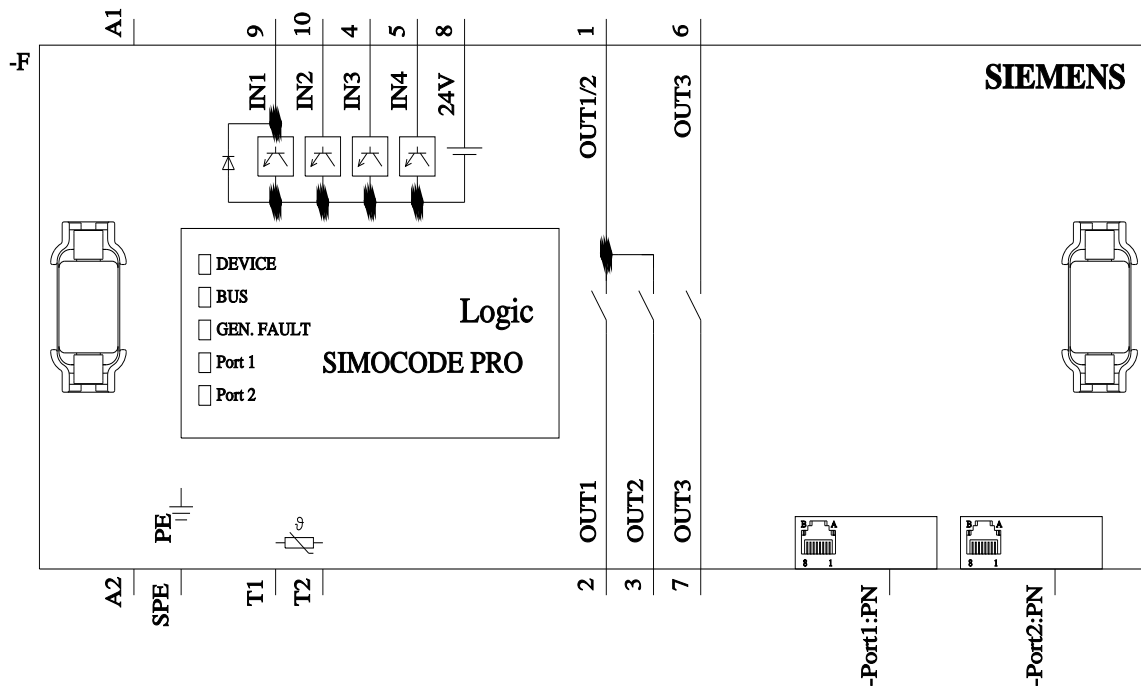 A1
9
10
4
5
8
1
6
-F
IN1
IN2
IN3
IN4
24V
OUT1/2
OUT3
SIEMENS
DEVICE
BUS
GEN. FAULT
Port 1
Port 2
Logic
SIMOCODE PRO
PE
ϑ
OUT1
OUT2
OUT3
B A
8 1
B A
8 1
A2
SPE
T1
T2
2
3
7
-Port1:PN
-Port2:PN